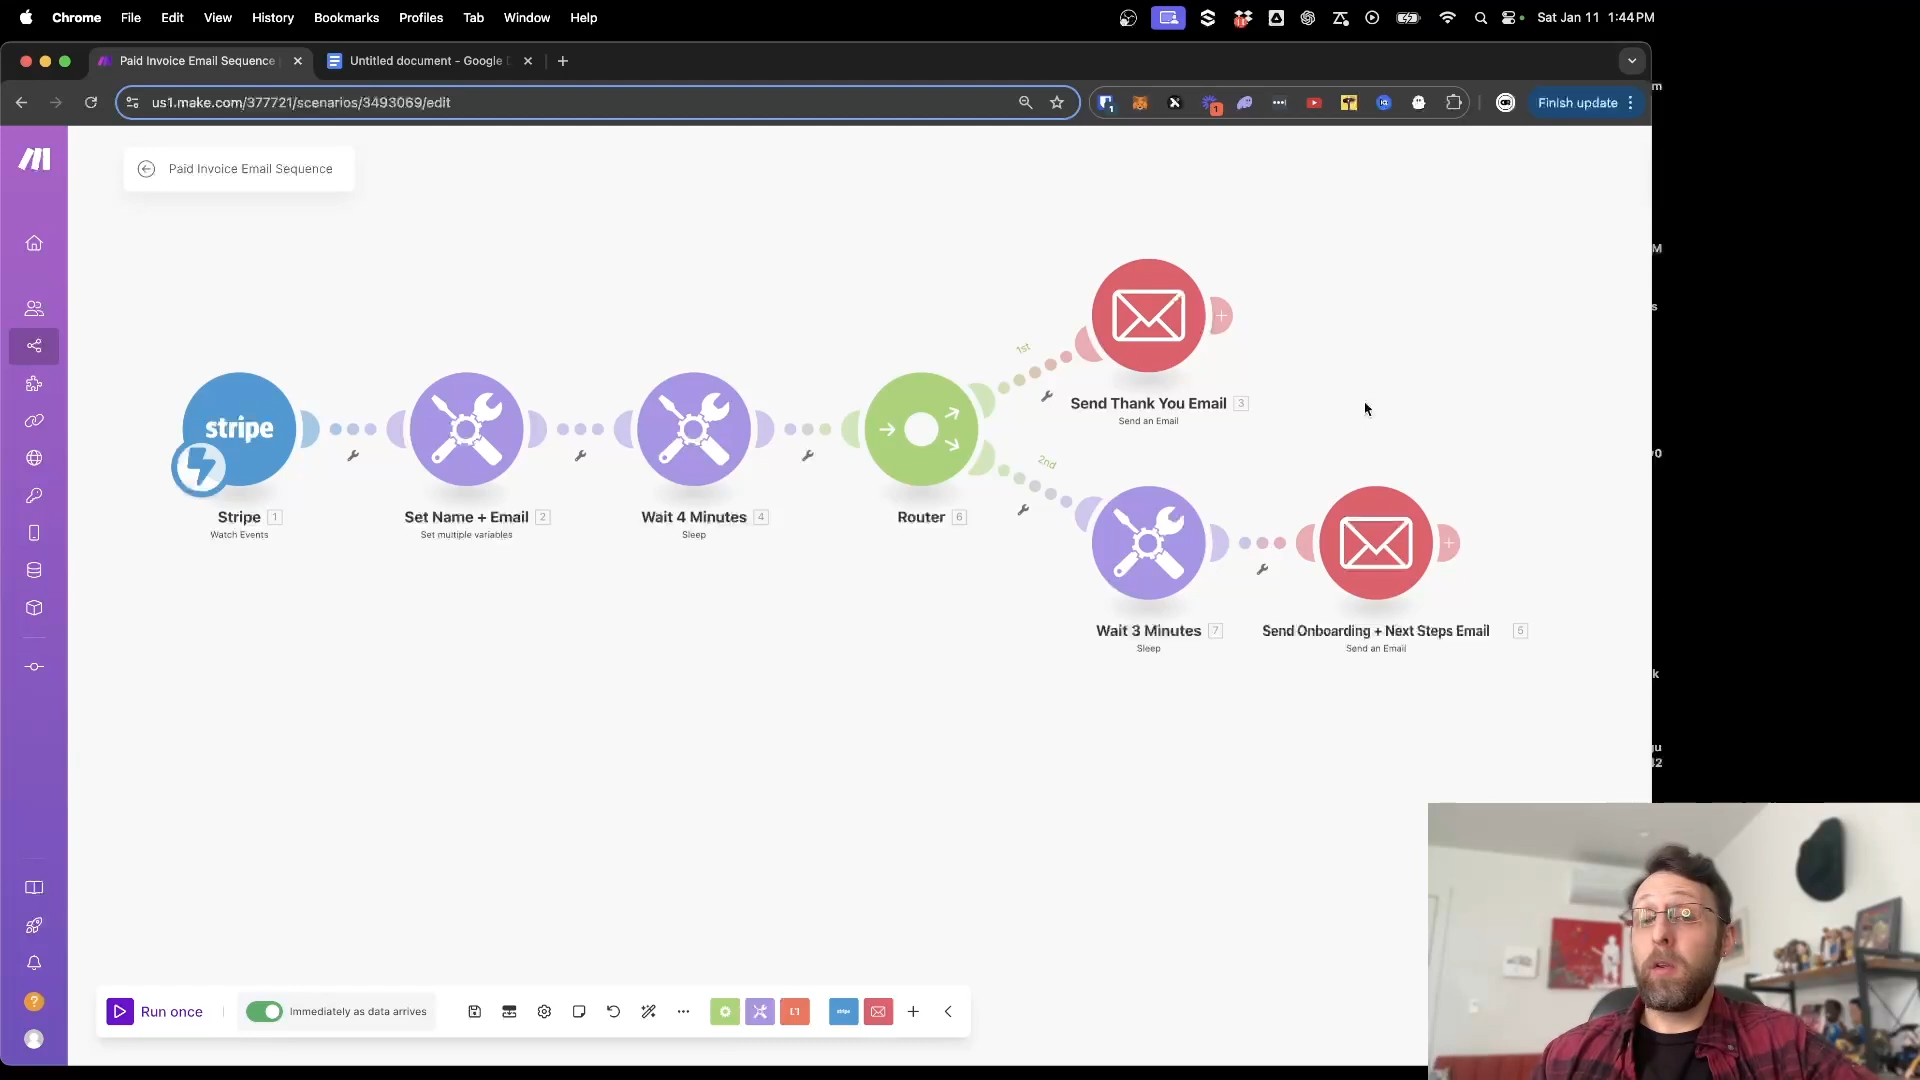 Chrome File Edit View History Bookmarks Profiles Tab Window Help Sat Jan 11 1:44 PM
Paid Invoice Email Sequence Untitled document - Google
us1.make.com/377721/scenarios/3493069/edit Finish update
Paid Invoice Email Sequence
1st
Send Thank You Email 3
Send an Email
stripe
2nd
Stripe 1
Watch Events
Set Name + Email 2
Set multiple variables
Wait 4 Minutes 4
Sleep
Router 6
Wait 3 Minutes 7
Sleep
Send Onboarding + Next Steps Email 5
Send an Email
Run once Immediately as data arrives stripe